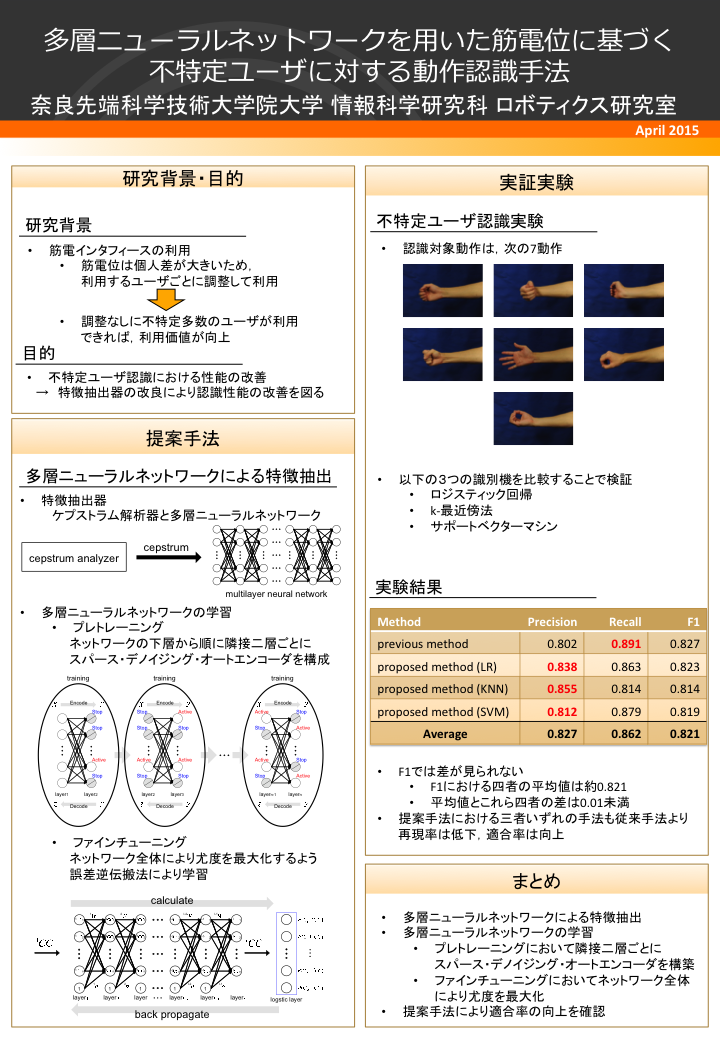 多層ニューラルネットワークを用いた筋電位に基づく
不特定ユーザに対する動作認識手法
奈良先端科学技術大学院大学 情報科学研究科 ロボティクス研究室
April 2015
研究背景・目的
研究背景
• 筋電インタフィースの利用
• 筋電位は個人差が大きいため,
利用するユーザごとに調整して利用
• 調整なしに不特定多数のユーザが利用
できれば, 利用価値が向上
目的
• 不特定ユーザ認識における性能の改善
→ 特徴抽出器の改良により認識性能の改善を図る
提案手法
多層ニューラルネットワークによる特徴抽出
• 特徴抽出器
ケプストラム解析器と多層ニューラルネットワーク
cepstrum analyzer
cepstrum
multilayer neural network
• 多層ニューラルネットワークの学習
• プレトレーニング
ネットワークの下層から順に隣接二層ごとに
スパース・デノイジング・オートエンコーダを構成
training training training
Encode Encode Encode
Stop Stop Active Active Stop
Stop Stop Stop Active Stop
Active Active Active Active Stop
Stop Stop Stop Stop Active
layer1 layer2 layer2 layer3
Decode Decode Decode
• ファインチューニング
ネットワーク全体により尤度を最大化するよう
誤差逆伝搬法により学習
calculate
layer layer layer layer layer layer logstic layer
back propagate
実証実験
不特定ユーザ認識実験
• 認識対象動作は, 次の7動作
• 以下の３つの識別機を比較することで検証
• ロジスティック回帰
• k-最近傍法
• サポートベクターマシン
実験結果
Method Precision Recall F1
previous method 0.802 0.891 0.827
proposed method (LR) 0.838 0.863 0.823
proposed method (KNN) 0.855 0.814 0.814
proposed method (SVM) 0.812 0.879 0.819
Average 0.827 0.862 0.821
• F1では差が見られない
• F1における四者の平均値は約0.821
• 平均値とこれら四者の差は0.01未満
• 提案手法における三者いずれの手法も従来手法より
再現率は低下, 適合率は向上
まとめ
• 多層ニューラルネットワークによる特徴抽出
• 多層ニューラルネットワークの学習
• プレトレーニングにおいて隣接二層ごとに
スパース・デノイジング・オートエンコーダを構築
• ファインチューニングにおいてネットワーク全体
により尤度を最大化
• 提案手法により適合率の向上を確認